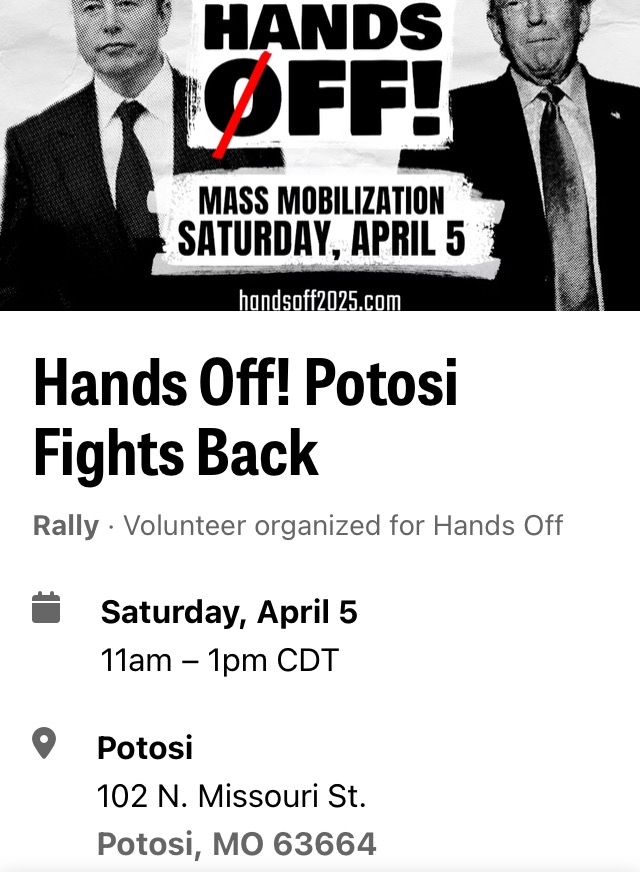 HANDS
OFF!
MASS MOBILIZATION
SATURDAY, APRIL 5
handsoff2025.com
Hands Off! Potosi
Fights Back
Rally · Volunteer organized for Hands Off
Saturday, April 5
11am – 1pm CDT
Potosi
102 N. Missouri St.
Potosi, MO 63664